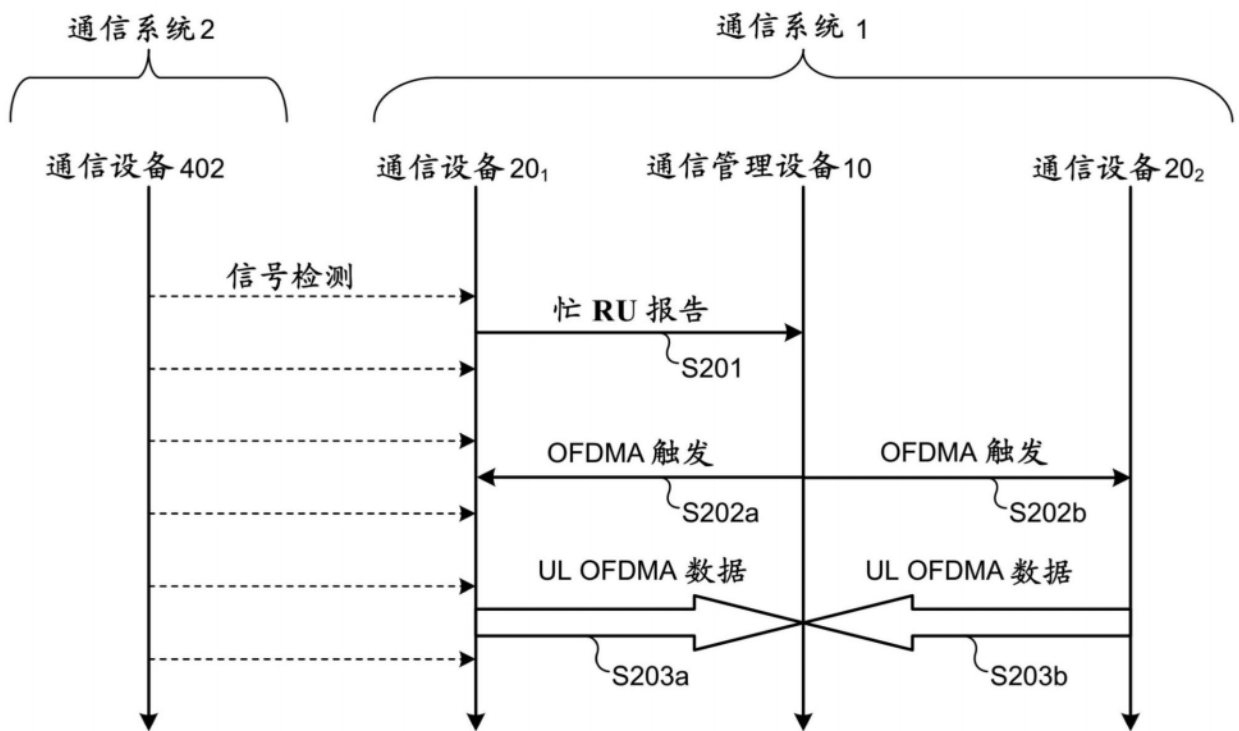 通信系统2
通信系统 1
通信设备402
通信设备20₁
通信管理设备10
通信设备20₂
信号检测
忙 RU 报告
S201
OFDMA 触发
OFDMA 触发
S202a
S202b
UL OFDMA 数据
UL OFDMA 数据
S203a
S203b